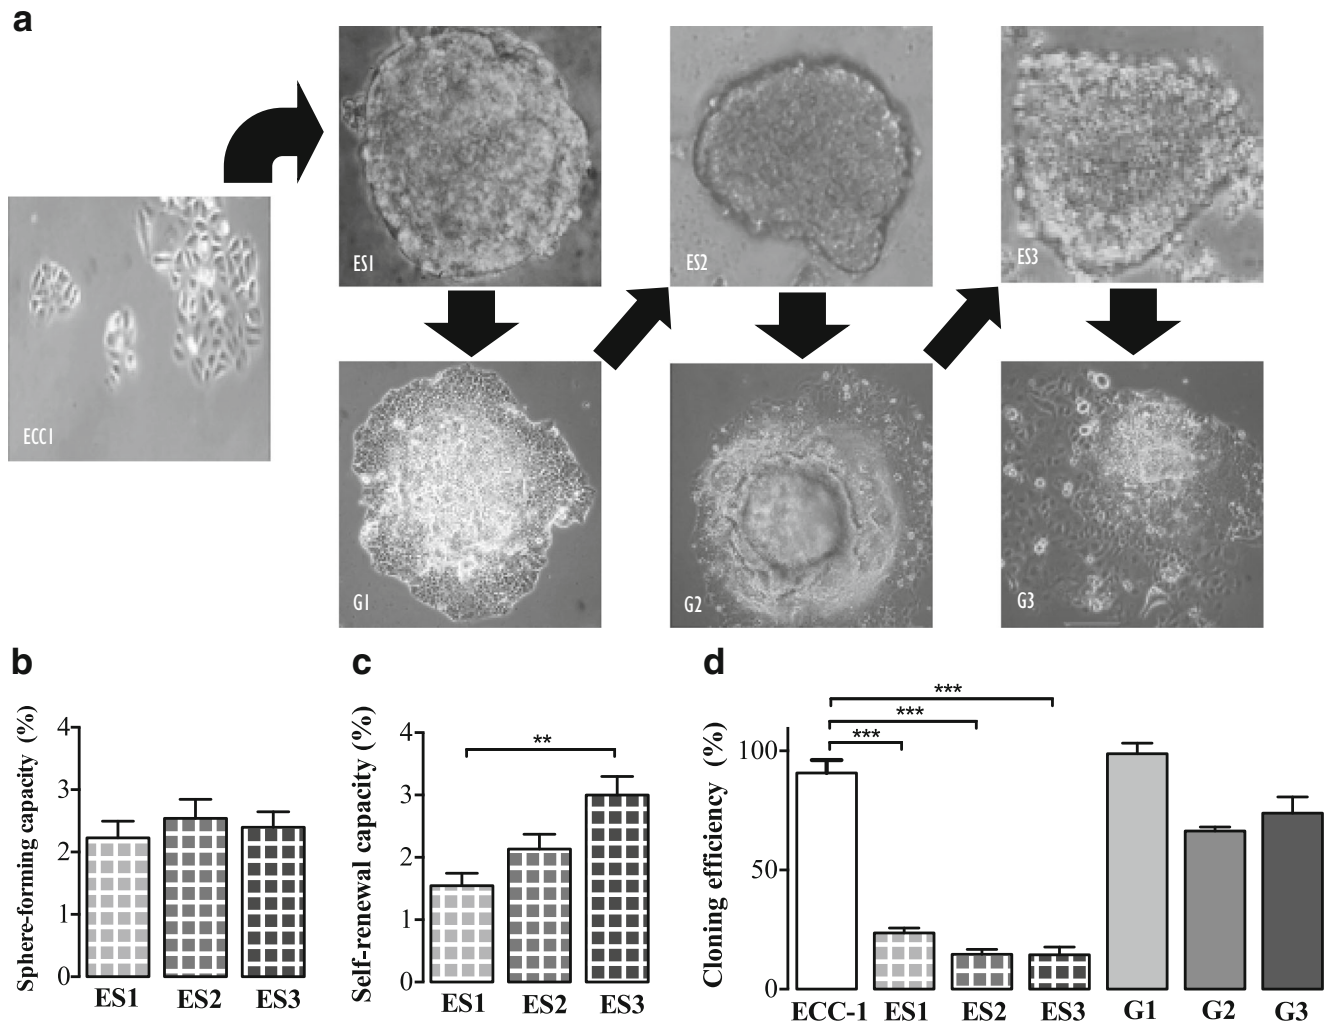 a
ES1
ES2
ES3
ECC1
G1
G2
G3
b
Sphere-forming capacity (%)
4
3
2
1
0
ES1 ES2 ES3
c
Self-renewal capacity (%)
4
3
2
1
0
**
ES1 ES2 ES3
d
Cloning efficiency (%)
100
50
0
***
***
***
ECC-1 ES1 ES2 ES3 G1 G2 G3